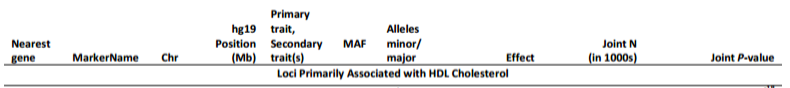 Nearest gene MarkerName Chr hg19 Position (Mb) Primary trait, Secondary trait(s) MAF Alleles minor/ major Effect Joint N (in 1000s) Joint P-value
Loci Primarily Associated with HDL Cholesterol